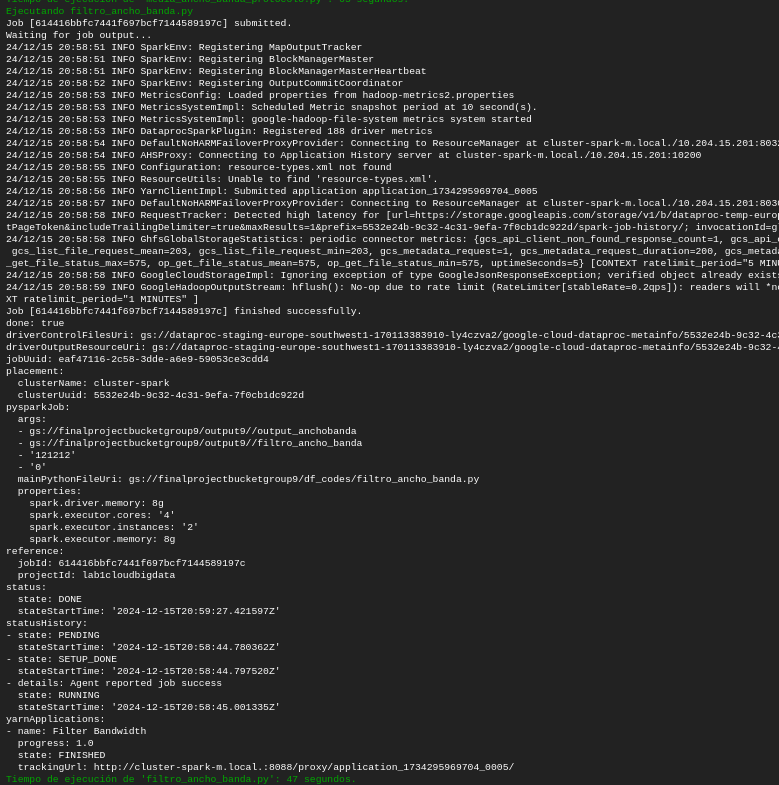 Tiempo de ejecución de 'media_ancho_banda_protocolo.py': 65 segundos.
Ejecutando filtro_ancho_banda.py
Job [614416bbfc7441f697bcf7144589197c] submitted.
Waiting for job output...
24/12/15 20:58:51 INFO SparkEnv: Registering MapOutputTracker
24/12/15 20:58:51 INFO SparkEnv: Registering BlockManagerMaster
24/12/15 20:58:51 INFO SparkEnv: Registering BlockManagerMasterHeartbeat
24/12/15 20:58:52 INFO SparkEnv: Registering OutputCommitCoordinator
24/12/15 20:58:53 INFO MetricsConfig: Loaded properties from hadoop-metrics2.properties
24/12/15 20:58:53 INFO MetricsSystemImpl: Scheduled Metric snapshot period at 10 second(s).
24/12/15 20:58:53 INFO MetricsSystemImpl: google-hadoop-file-system metrics system started
24/12/15 20:58:53 INFO DataprocSparkPlugin: Registered 188 driver metrics
24/12/15 20:58:54 INFO DefaultNoHARMFailoverProxyProvider: Connecting to ResourceManager at cluster-spark-m.local./10.204.15.201:8032
24/12/15 20:58:54 INFO AHSProxy: Connecting to Application History server at cluster-spark-m.local./10.204.15.201:10200
24/12/15 20:58:55 INFO Configuration: resource-types.xml not found
24/12/15 20:58:55 INFO ResourceUtils: Unable to find 'resource-types.xml'.
24/12/15 20:58:56 INFO YarnClientImpl: Submitted application application_1734295969704_0005
24/12/15 20:58:57 INFO DefaultNoHARMFailoverProxyProvider: Connecting to ResourceManager at cluster-spark-m.local./10.204.15.201:8030
24/12/15 20:58:58 INFO RequestTracker: Detected high latency for [url=https://storage.googleapis.com/storage/v1/b/dataproc-temp-europ
tPageToken&includeTrailingDelimiter=true&maxResults=1&prefix=5532e24b-9c32-4c31-9efa-7f0cb1dc922d/spark-job-history/; invocationId=g
24/12/15 20:58:58 INFO GhfsGlobalStorageStatistics: periodic connector metrics: {gcs_api_client_non_found_response_count=1, gcs_api_c
gcs_list_file_request_mean=203, gcs_list_file_request_min=203, gcs_metadata_request=1, gcs_metadata_request_duration=200, gcs_metada
_get_file_status_max=575, op_get_file_status_mean=575, op_get_file_status_min=575, uptimeSeconds=5} [CONTEXT ratelimit_period="5 MINU
24/12/15 20:58:58 INFO GoogleCloudStorageImpl: Ignoring exception of type GoogleJsonResponseException; verified object already exists
24/12/15 20:58:59 INFO GoogleHadoopOutputStream: hflush(): No-op due to rate limit (RateLimiter[stableRate=0.2qps]): readers will *no
XT ratelimit_period="1 MINUTES" ]
Job [614416bbfc7441f697bcf7144589197c] finished successfully.
done: true
driverControlFilesUri: gs://dataproc-staging-europe-southwest1-170113383910-ly4czva2/google-cloud-dataproc-metainfo/5532e24b-9c32-4c3
driverOutputResourceUri: gs://dataproc-staging-europe-southwest1-170113383910-ly4czva2/google-cloud-dataproc-metainfo/5532e24b-9c32-4
jobUuid: eaf47116-2c58-3dde-a6e9-59053ce3cdd4
placement:
clusterName: cluster-spark
clusterUuid: 5532e24b-9c32-4c31-9efa-7f0cb1dc922d
pysparkJob:
args:
- gs://finalprojectbucketgroup9/output9//output_anchobanda
- gs://finalprojectbucketgroup9/output9//filtro_ancho_banda
- '121212'
- '0'
mainPythonFileUri: gs://finalprojectbucketgroup9/df_codes/filtro_ancho_banda.py
properties:
spark.driver.memory: 8g
spark.executor.cores: '4'
spark.executor.instances: '2'
spark.executor.memory: 8g
reference:
jobId: 614416bbfc7441f697bcf7144589197c
projectId: lab1cloudbigdata
status:
state: DONE
stateStartTime: '2024-12-15T20:59:27.421597Z'
statusHistory:
- state: PENDING
stateStartTime: '2024-12-15T20:58:44.780362Z'
- state: SETUP_DONE
stateStartTime: '2024-12-15T20:58:44.797520Z'
- details: Agent reported job success
state: RUNNING
stateStartTime: '2024-12-15T20:58:45.001335Z'
yarnApplications:
- name: Filter Bandwidth
progress: 1.0
state: FINISHED
trackingUrl: http://cluster-spark-m.local.:8088/proxy/application_1734295969704_0005/
Tiempo de ejecución de 'filtro_ancho_banda.py': 47 segundos.